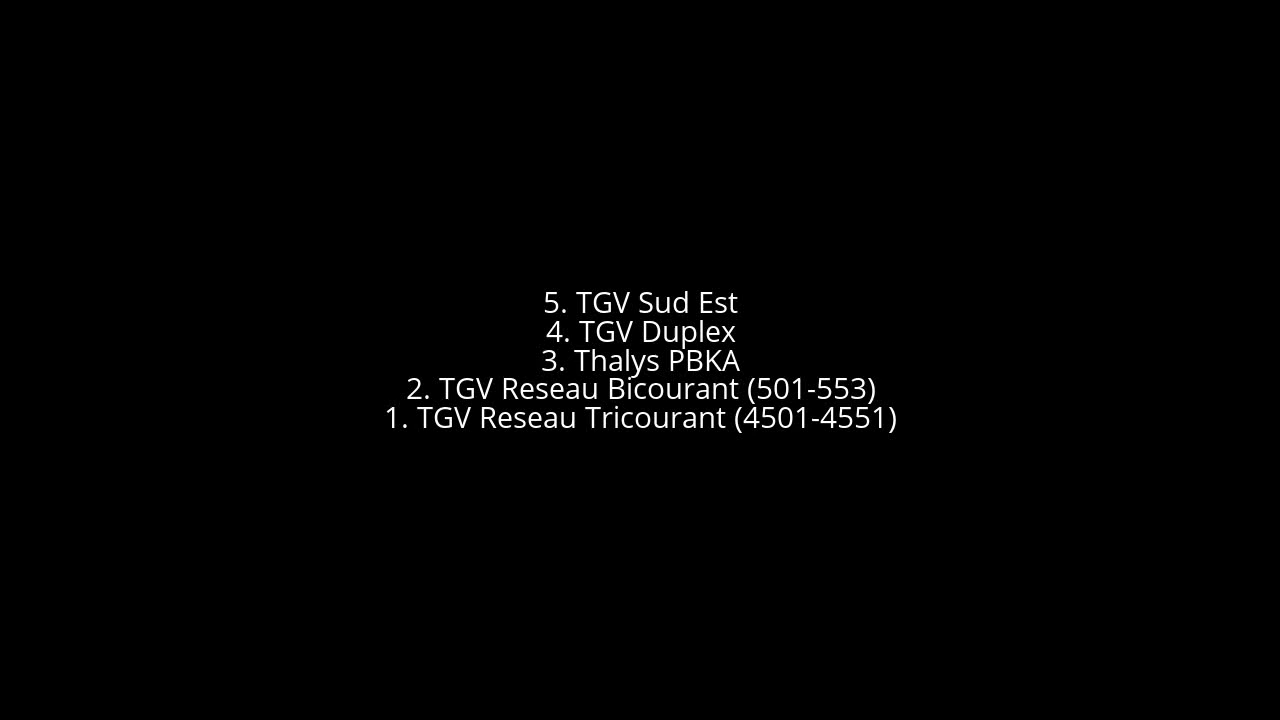 5. TGV Sud Est
4. TGV Duplex
3. Thalys PBKA
2. TGV Reseau Bicourant (501-553)
1. TGV Reseau Tricourant (4501-4551)